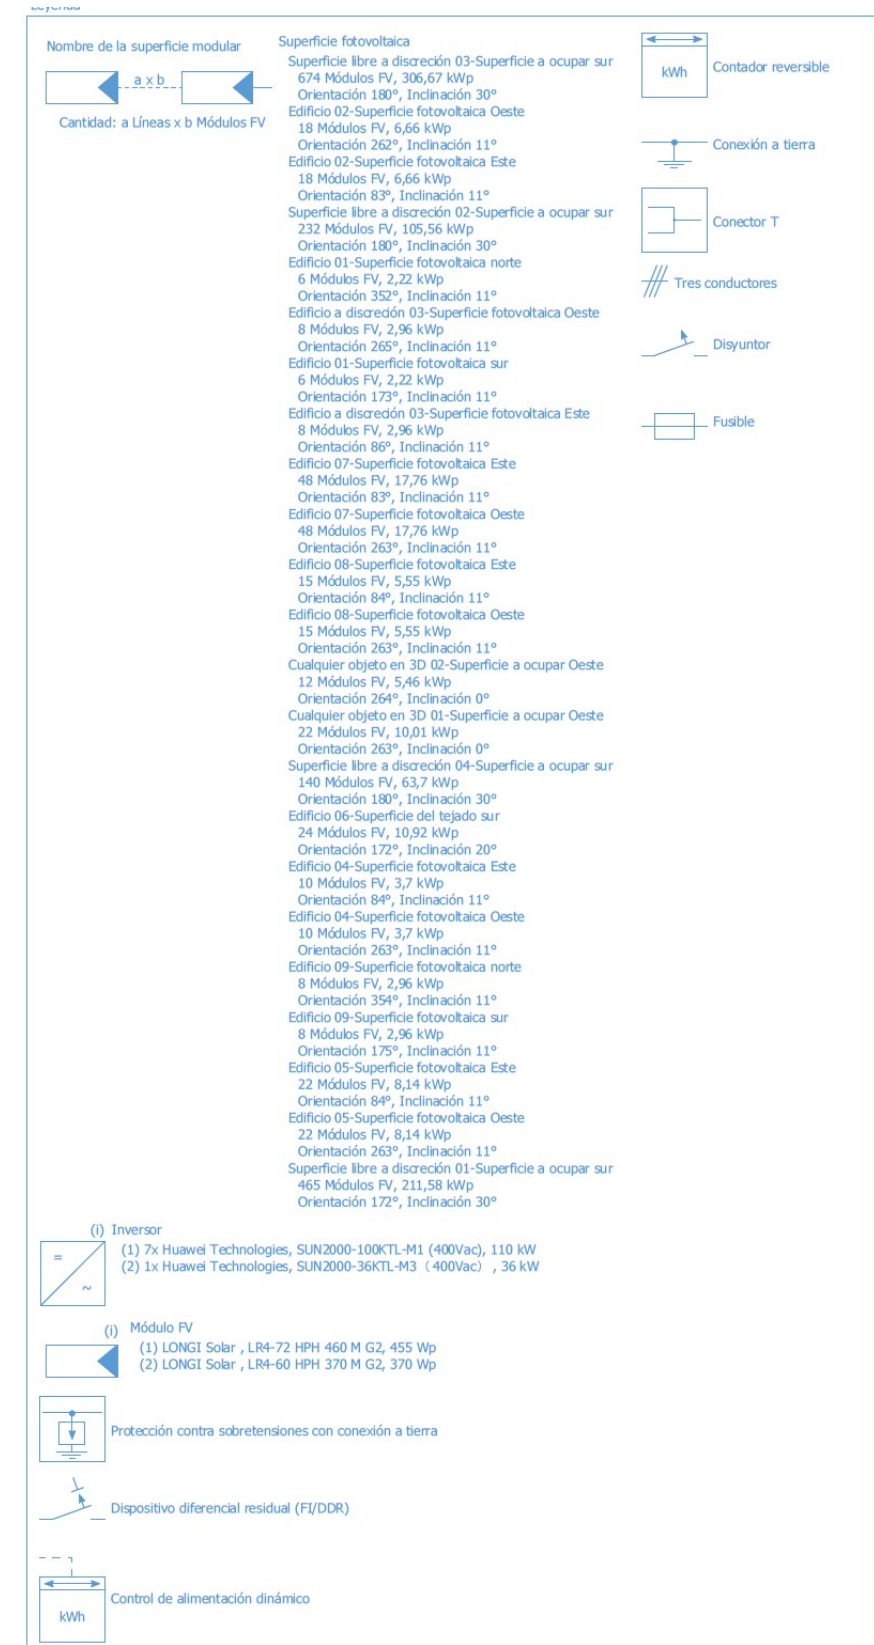 Leyenda
Nombre de la superficie modular
a x b
Cantidad: a Líneas x b Módulos FV
Superficie fotovoltaica
Superficie libre a discreción 03-Superficie a ocupar sur
674 Módulos FV, 306,67 kWp
Orientación 180°, Inclinación 30°
Edificio 02-Superficie fotovoltaica Oeste
18 Módulos FV, 6,66 kWp
Orientación 262°, Inclinación 11°
Edificio 02-Superficie fotovoltaica Este
18 Módulos FV, 6,66 kWp
Orientación 83°, Inclinación 11°
Superficie libre a discreción 02-Superficie a ocupar sur
232 Módulos FV, 105,56 kWp
Orientación 180°, Inclinación 30°
Edificio 01-Superficie fotovoltaica norte
6 Módulos FV, 2,22 kWp
Orientación 352°, Inclinación 11°
Edificio a discreción 03-Superficie fotovoltaica Oeste
8 Módulos FV, 2,96 kWp
Orientación 265°, Inclinación 11°
Edificio 01-Superficie fotovoltaica sur
6 Módulos FV, 2,22 kWp
Orientación 173°, Inclinación 11°
Edificio a discreción 03-Superficie fotovoltaica Este
8 Módulos FV, 2,96 kWp
Orientación 86°, Inclinación 11°
Edificio 07-Superficie fotovoltaica Este
48 Módulos FV, 17,76 kWp
Orientación 83°, Inclinación 11°
Edificio 07-Superficie fotovoltaica Oeste
48 Módulos FV, 17,76 kWp
Orientación 263°, Inclinación 11°
Edificio 08-Superficie fotovoltaica Este
15 Módulos FV, 5,55 kWp
Orientación 84°, Inclinación 11°
Edificio 08-Superficie fotovoltaica Oeste
15 Módulos FV, 5,55 kWp
Orientación 263°, Inclinación 11°
Cualquier objeto en 3D 02-Superficie a ocupar Oeste
12 Módulos FV, 5,46 kWp
Orientación 264°, Inclinación 0°
Cualquier objeto en 3D 01-Superficie a ocupar Oeste
22 Módulos FV, 10,01 kWp
Orientación 263°, Inclinación 0°
Superficie libre a discreción 04-Superficie a ocupar sur
140 Módulos FV, 63,7 kWp
Orientación 180°, Inclinación 30°
Edificio 06-Superficie del tejado sur
24 Módulos FV, 10,92 kWp
Orientación 172°, Inclinación 20°
Edificio 04-Superficie fotovoltaica Este
10 Módulos FV, 3,7 kWp
Orientación 84°, Inclinación 11°
Edificio 04-Superficie fotovoltaica Oeste
10 Módulos FV, 3,7 kWp
Orientación 263°, Inclinación 11°
Edificio 09-Superficie fotovoltaica norte
8 Módulos FV, 2,96 kWp
Orientación 354°, Inclinación 11°
Edificio 09-Superficie fotovoltaica sur
8 Módulos FV, 2,96 kWp
Orientación 175°, Inclinación 11°
Edificio 05-Superficie fotovoltaica Este
22 Módulos FV, 8,14 kWp
Orientación 84°, Inclinación 11°
Edificio 05-Superficie fotovoltaica Oeste
22 Módulos FV, 8,14 kWp
Orientación 263°, Inclinación 11°
Superficie libre a discreción 01-Superficie a ocupar sur
465 Módulos FV, 211,58 kWp
Orientación 172°, Inclinación 30°
kWh
Contador reversible
Conexión a tierra
Conector T
Tres conductores
Disyuntor
Fusible
(i) Inversor
(1) 7x Huawei Technologies, SUN2000-100KTL-M1 (400Vac), 110 kW
(2) 1x Huawei Technologies, SUN2000-36KTL-M3（400Vac）, 36 kW
= ~
(i) Módulo FV
(1) LONGI Solar , LR4-72 HPH 460 M G2, 455 Wp
(2) LONGI Solar , LR4-60 HPH 370 M G2, 370 Wp
Protección contra sobretensiones con conexión a tierra
Dispositivo diferencial residual (FI/DDR)
Control de alimentación dinámico
kWh